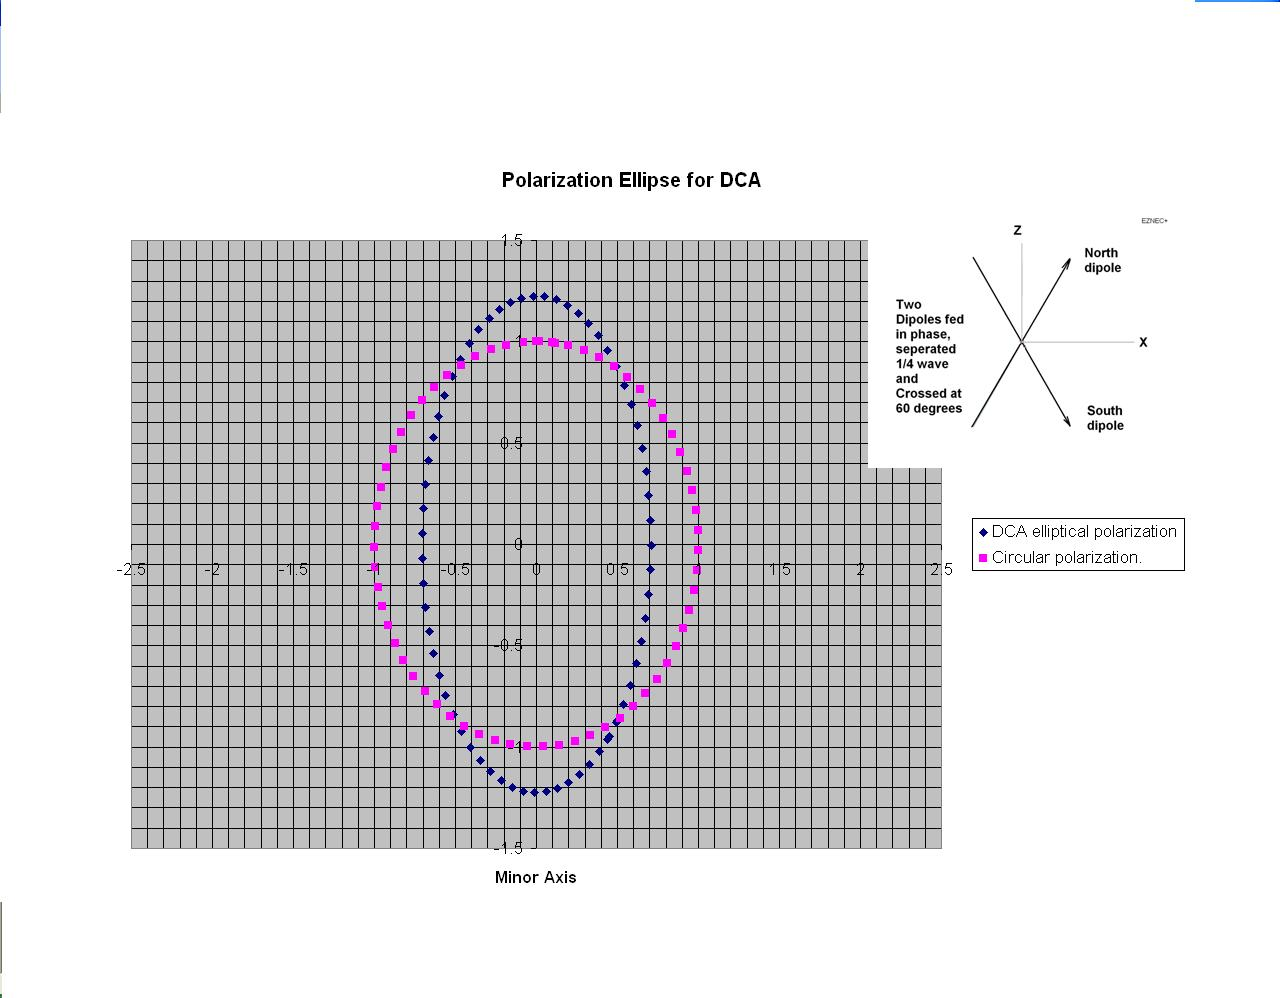 Polarization Ellipse for DCA
EZNEC+
Z
North
dipole
Two
Dipoles fed
in phase,
seperated
1/4 wave
and
Crossed at
60 degrees
X
South
dipole
1.5
1
0.5
0
-0.5
-1
-1.5
-2.5 -2 -1.5 -1 -0.5 0 0.5 1 1.5 2 2.5
DCA elliptical polarization
Circular polarization.
Minor Axis